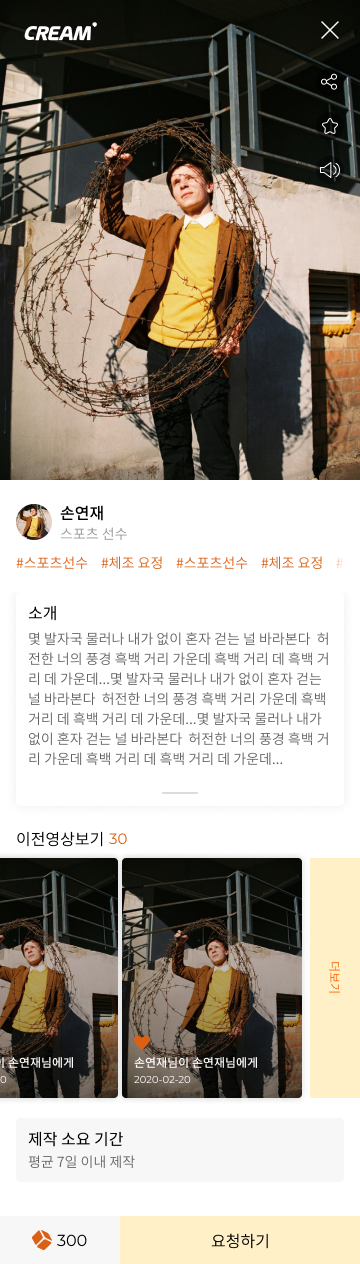 CREAM
손연재
스포츠 선수
#스포츠선수 #체조 요정 #스포츠선수 #체조 요정 #
소개
몇 발자국 물러나 내가 없이 혼자 걷는 널 바라본다 허
전한 너의 풍경 흑백 거리 가운데 흑백 거리 데 흑백 거
리 데 가운데...몇 발자국 물러나 내가 없이 혼자 걷는
널 바라본다 허전한 너의 풍경 흑백 거리 가운데 흑백
거리 데 흑백 거리 데 가운데...몇 발자국 물러나 내가
없이 혼자 걷는 널 바라본다 허전한 너의 풍경 흑백 거
리 가운데 흑백 거리 데 흑백 거리 데 가운데...
이전영상보기 30
더보기
이 손연재님에게
0
손연재님이 손연재님에게
2020-02-20
제작 소요 기간
평균 7일 이내 제작
300
요청하기